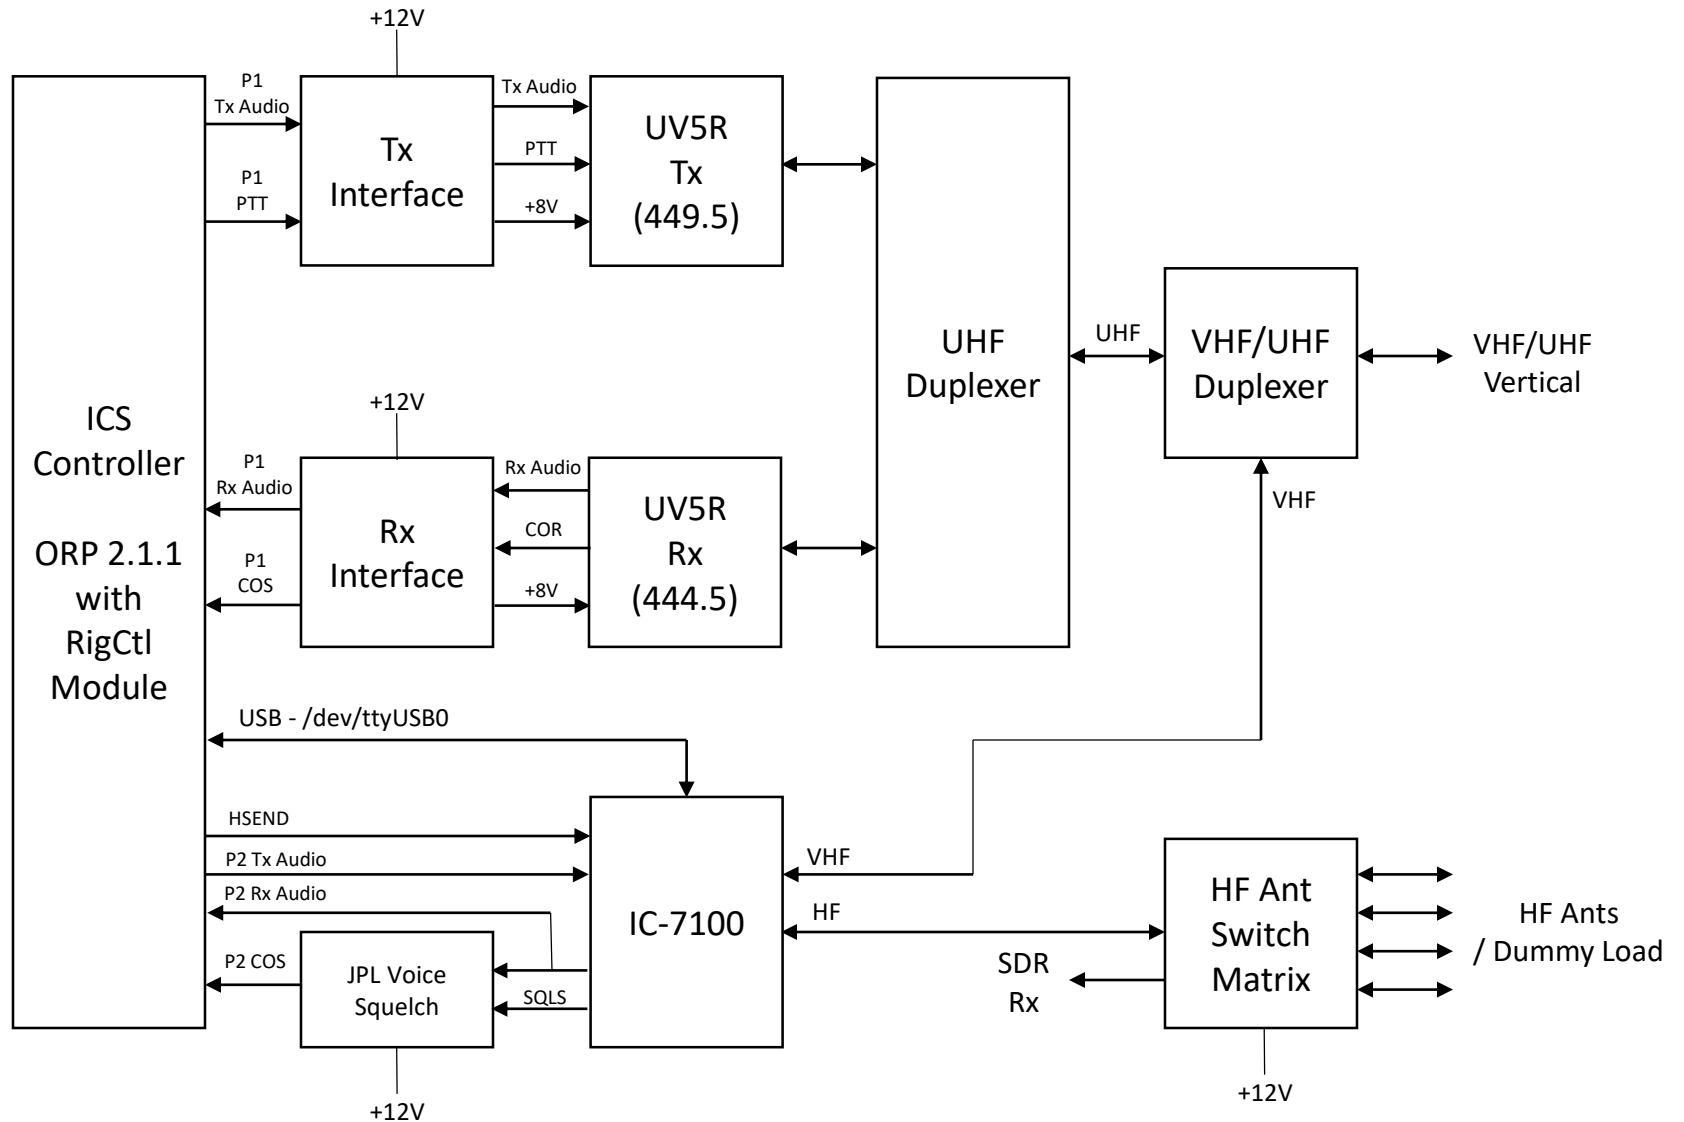 +12V
P1
Tx Audio
P1
PTT
Tx
Interface
Tx Audio
PTT
+8V
UV5R
Tx
(449.5)
UHF
Duplexer
UHF
VHF/UHF
Duplexer
VHF/UHF
Vertical
VHF
ICS
Controller
ORP 2.1.1
with
RigCtl
Module
+12V
P1
Rx Audio
P1
COS
Rx
Interface
Rx Audio
COR
+8V
UV5R
Rx
(444.5)
USB - /dev/ttyUSB0
HSEND
P2 Tx Audio
P2 Rx Audio
P2 COS
JPL Voice
Squelch
SQLS
+12V
IC-7100
VHF
HF
SDR
Rx
HF Ant
Switch
Matrix
+12V
HF Ants
/ Dummy Load